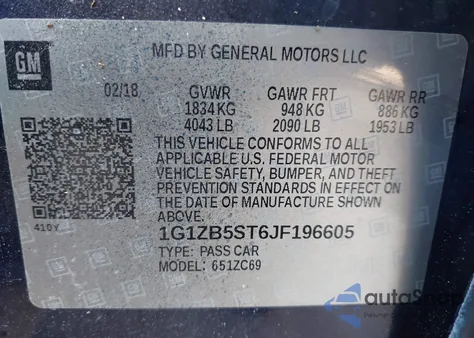 GM
MFD BY GENERAL MOTORS LLC
02/18 GVWR GAWR FRT GAWR RR
1834 KG 948 KG 886 KG
4043 LB 2090 LB 1953 LB
THIS VEHICLE CONFORMS TO ALL
APPLICABLE U.S. FEDERAL MOTOR
VEHICLE SAFETY, BUMPER, AND THEFT
PREVENTION STANDARDS IN EFFECT ON
THE DATE OF MANUFACTURE SHOWN
ABOVE.
410Y
1G1ZB5ST6JF196605
TYPE: PASS CAR
MODEL: 651ZC69